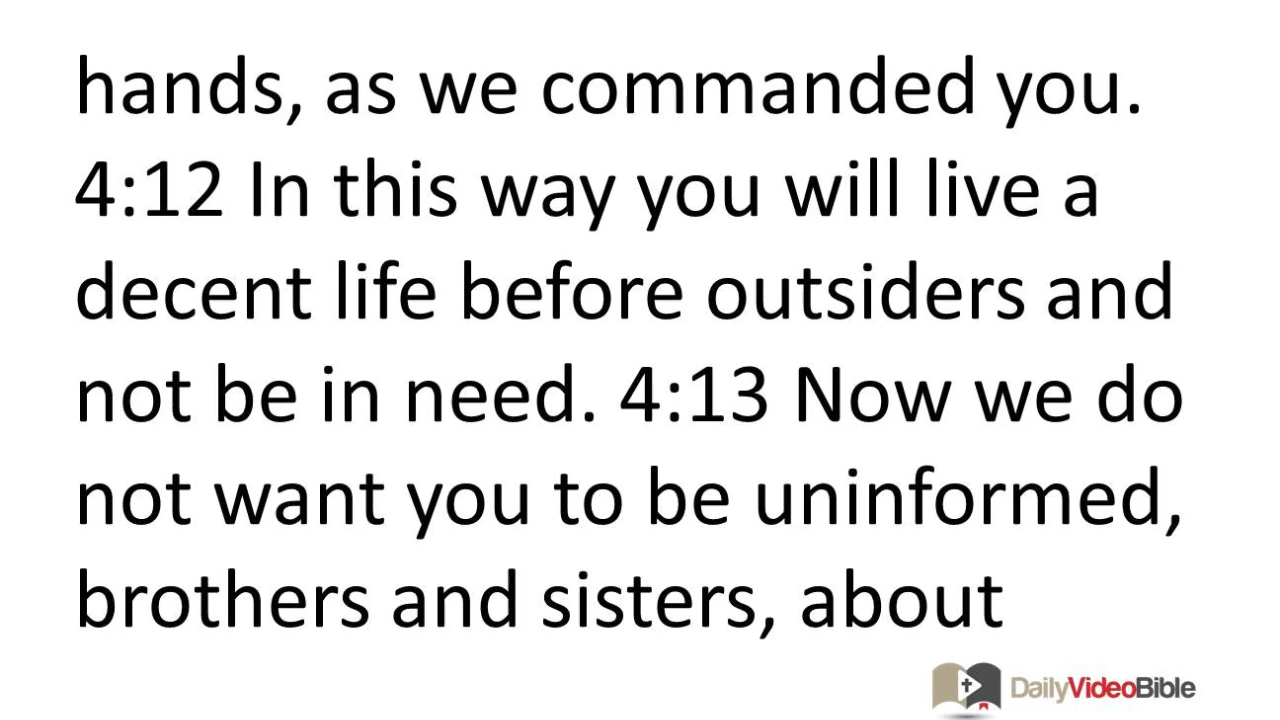 hands, as we commanded you.
4:12 In this way you will live a
decent life before outsiders and
not be in need. 4:13 Now we do
not want you to be uninformed,
brothers and sisters, about
DailyVideoBible